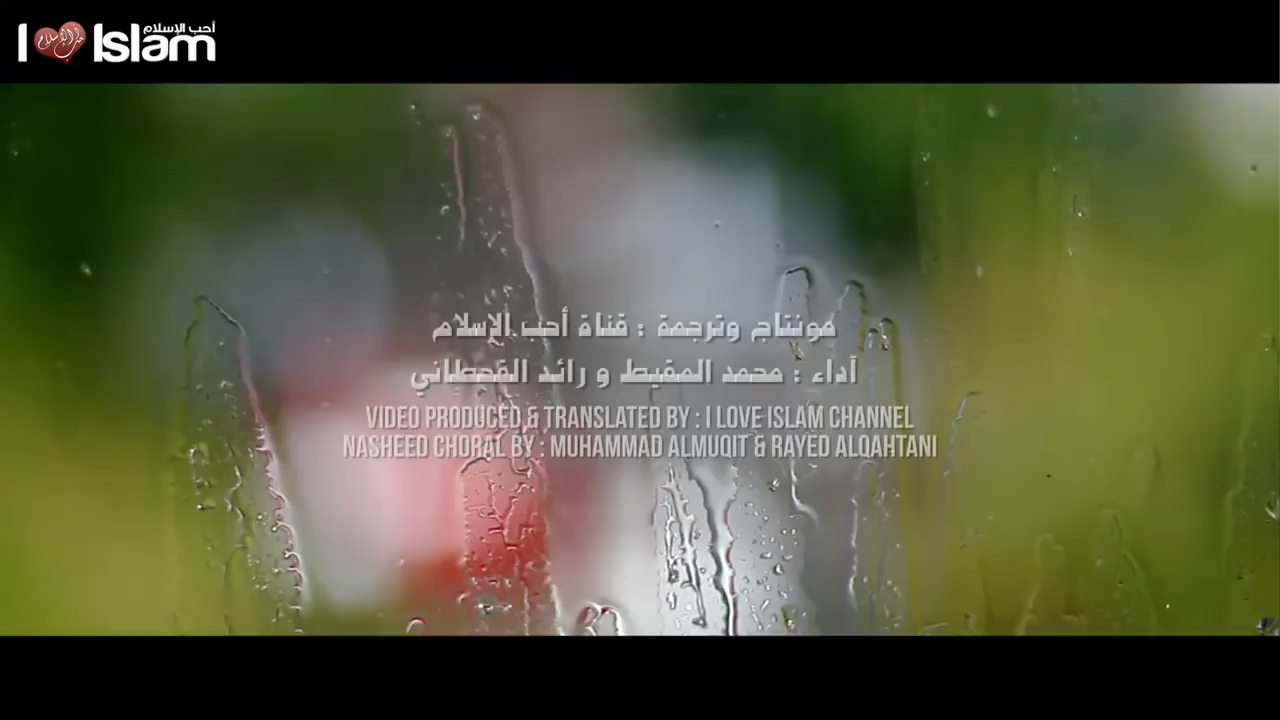 أحب الإسلام
I Islam
مونتاج وترجمة : قناة أحب الإسلام
آداء : محمد المقيط و رائد القحطاني
VIDEO PRODUCED & TRANSLATED BY : I LOVE ISLAM CHANNEL
NASHEED CHORAL BY : MUHAMMAD ALMUQIT & RAYED ALQAHTANI